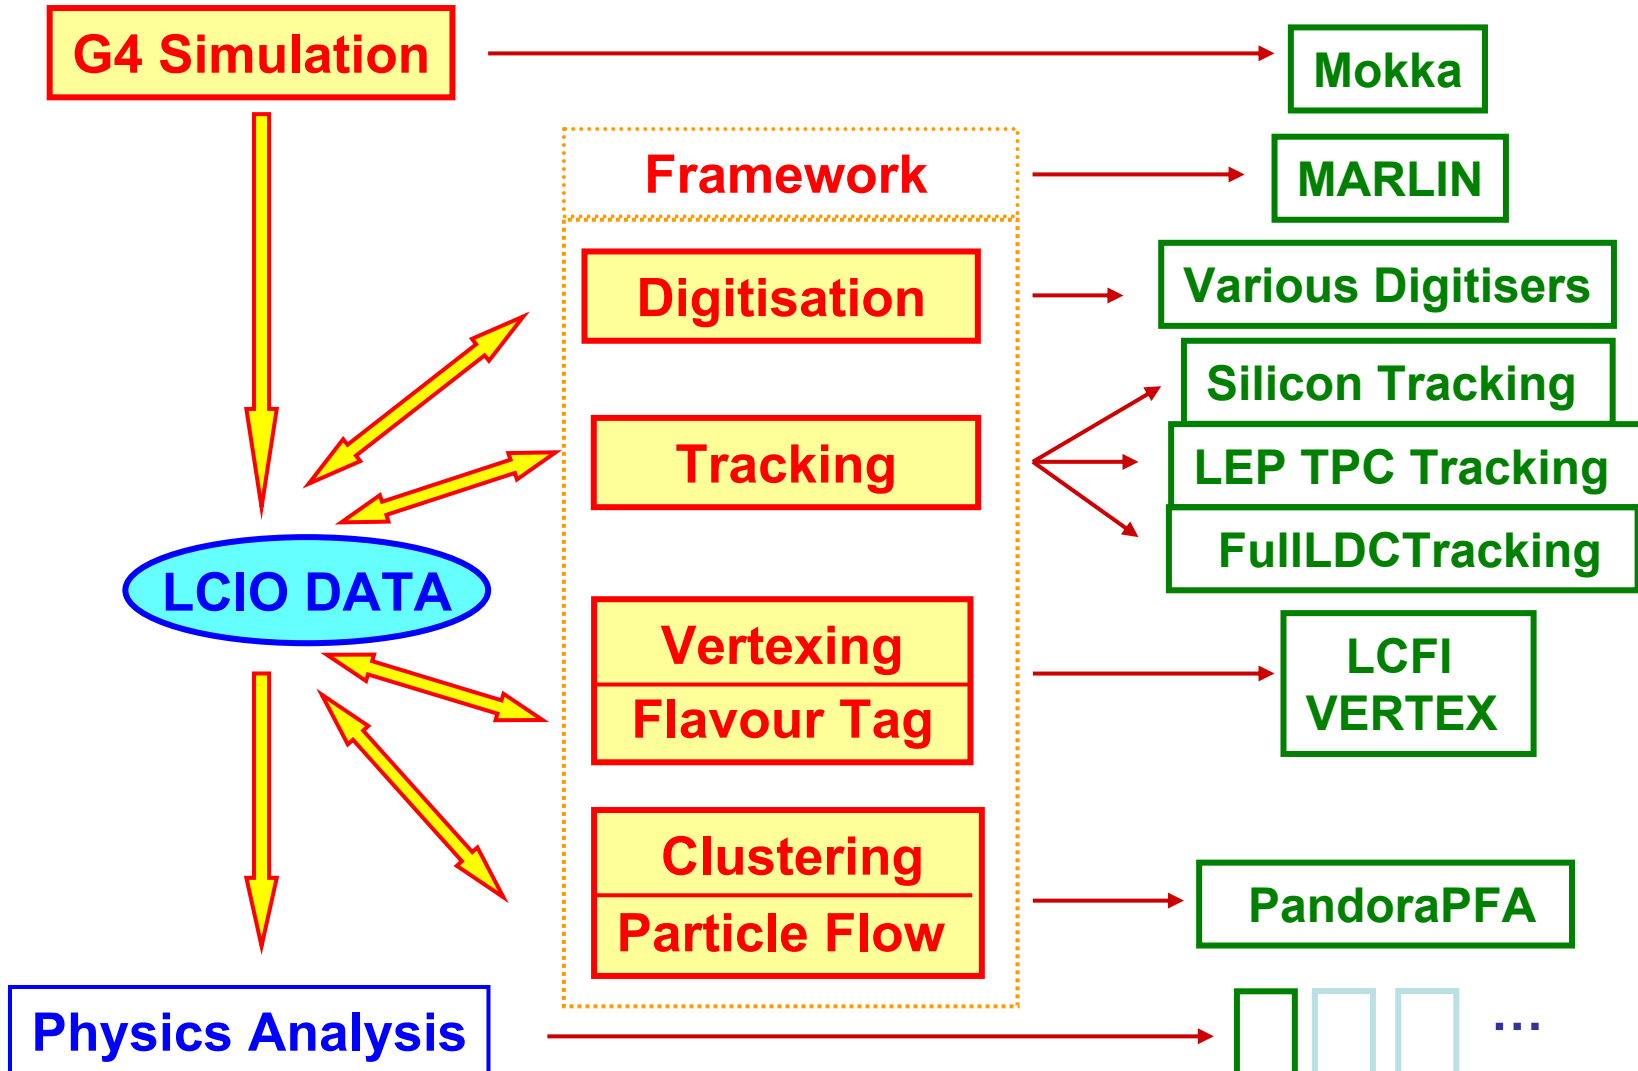 G4 Simulation
Mokka
Framework
MARLIN
Digitisation
Various Digitisers
Silicon Tracking
Tracking
LEP TPC Tracking
FullLDCTracking
LCIO DATA
Vertexing
Flavour Tag
LCFI
VERTEX
Clustering
Particle Flow
PandoraPFA
Physics Analysis
...